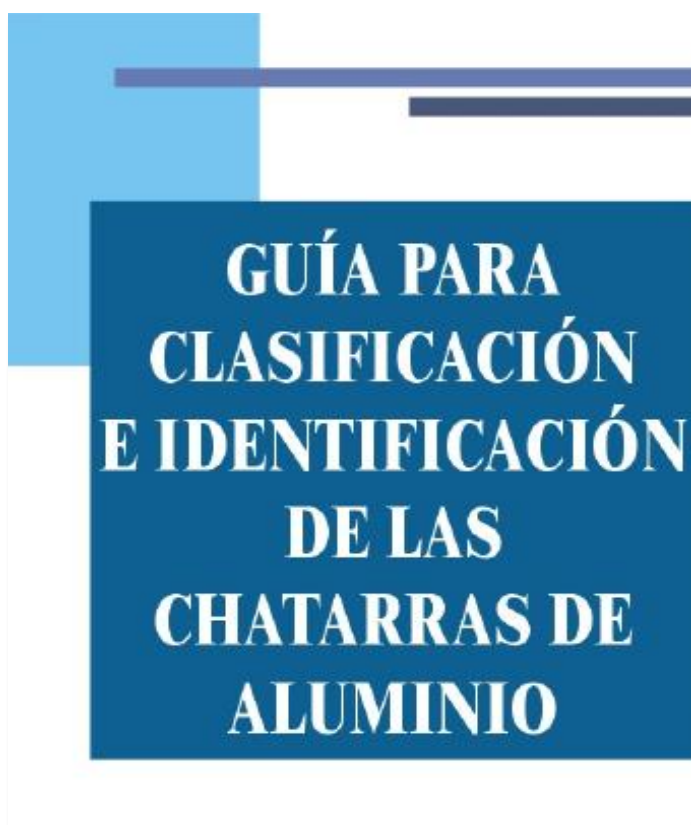 GUÍA PARA
CLASIFICACIÓN
E IDENTIFICACIÓN
DE LAS
CHATARRAS DE
ALUMINIO